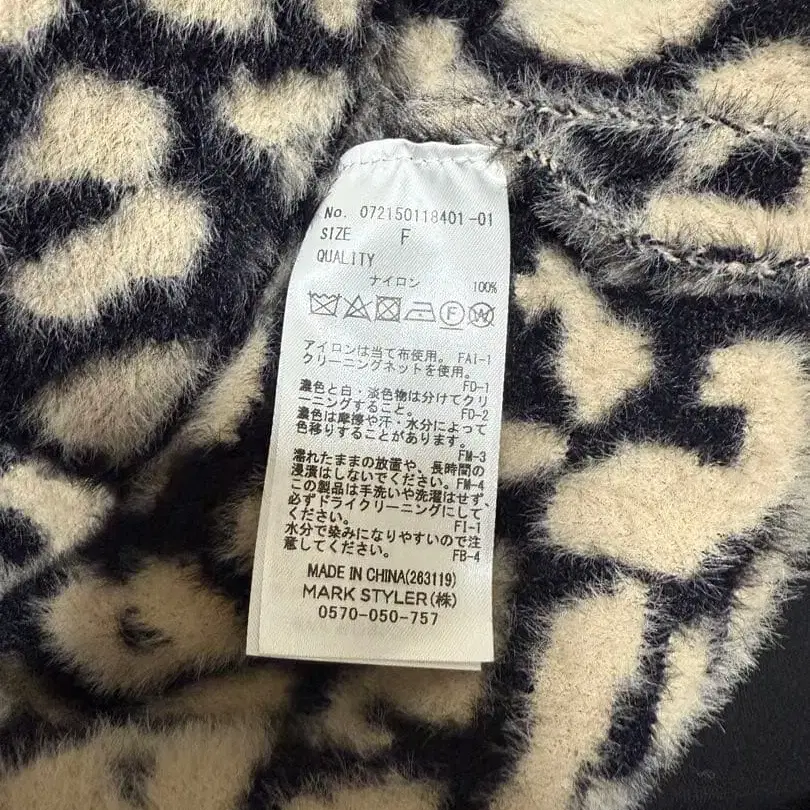 No. 072150118401-01
SIZE F
QUALITY
ナイロン 100%
F W
アイロンは当て布使用。 FAI-1
クリーニングネットを使用。
FD-1
濃色と白・淡色物は分けてクリ
ーニングすること。 FD-2
濃色は摩擦や汗・水分によって
色移りすることがあります。
FM-3
濡れたままの放置や、長時間の
浸漬はしないでください。FM-4
この製品は手洗いや洗濯はせず、
必ずドライクリーニングにして
ください。 FI-1
水分で染みになりやすいので注
意してください。 FB-4
MADE IN CHINA(263119)
MARK STYLER(株)
0570-050-757